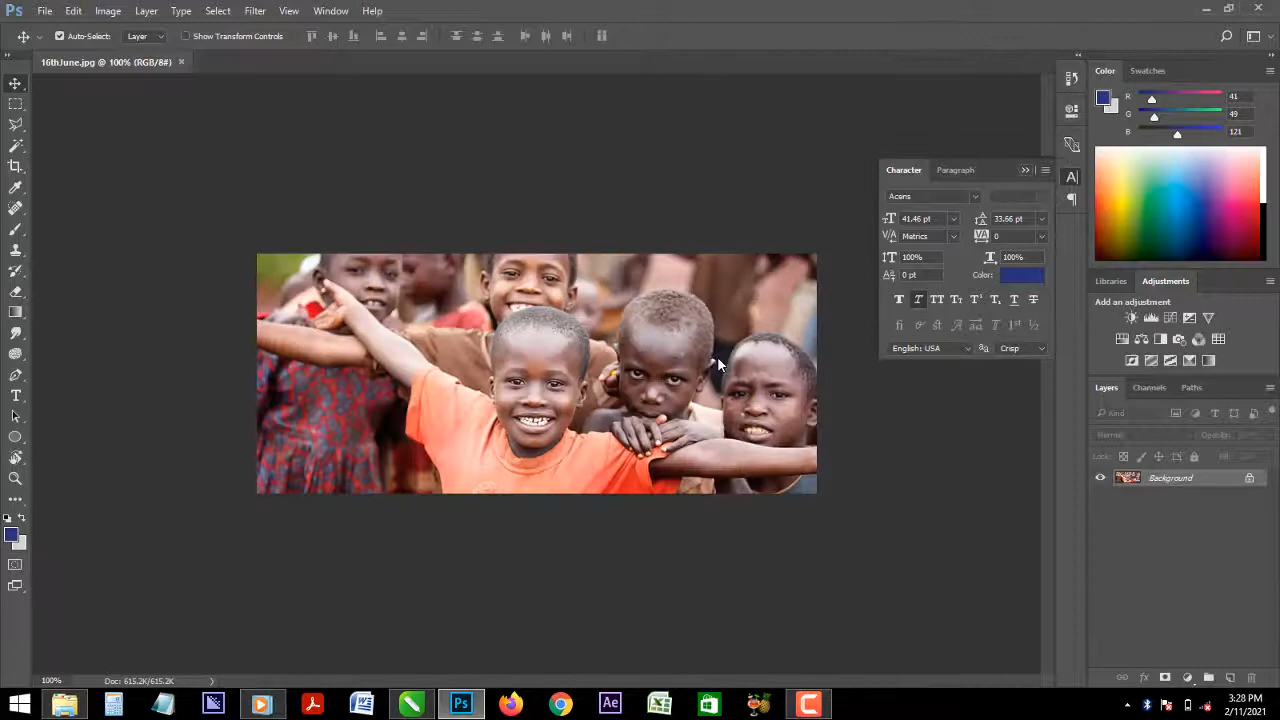 Ps File Edit Image Layer Type Select Filter View Window Help
Auto-Select: Layer Show Transform Controls
16thJune.jpg @ 100% (RGB/8#) ×
Color Swatches
R 41
G 49
B 121
Character Paragraph
Acens
41.46 pt 33.66 pt
Metrics 0
100% 100%
0 pt Color:
English: USA Crisp
Libraries Adjustments
Add an adjustment
Layers Channels Paths
Kind
Normal Opacity:
Lock: Fill:
Background
100% Doc: 615.2K/615.2K
Ps Ae
3:28 PM
2/11/2021